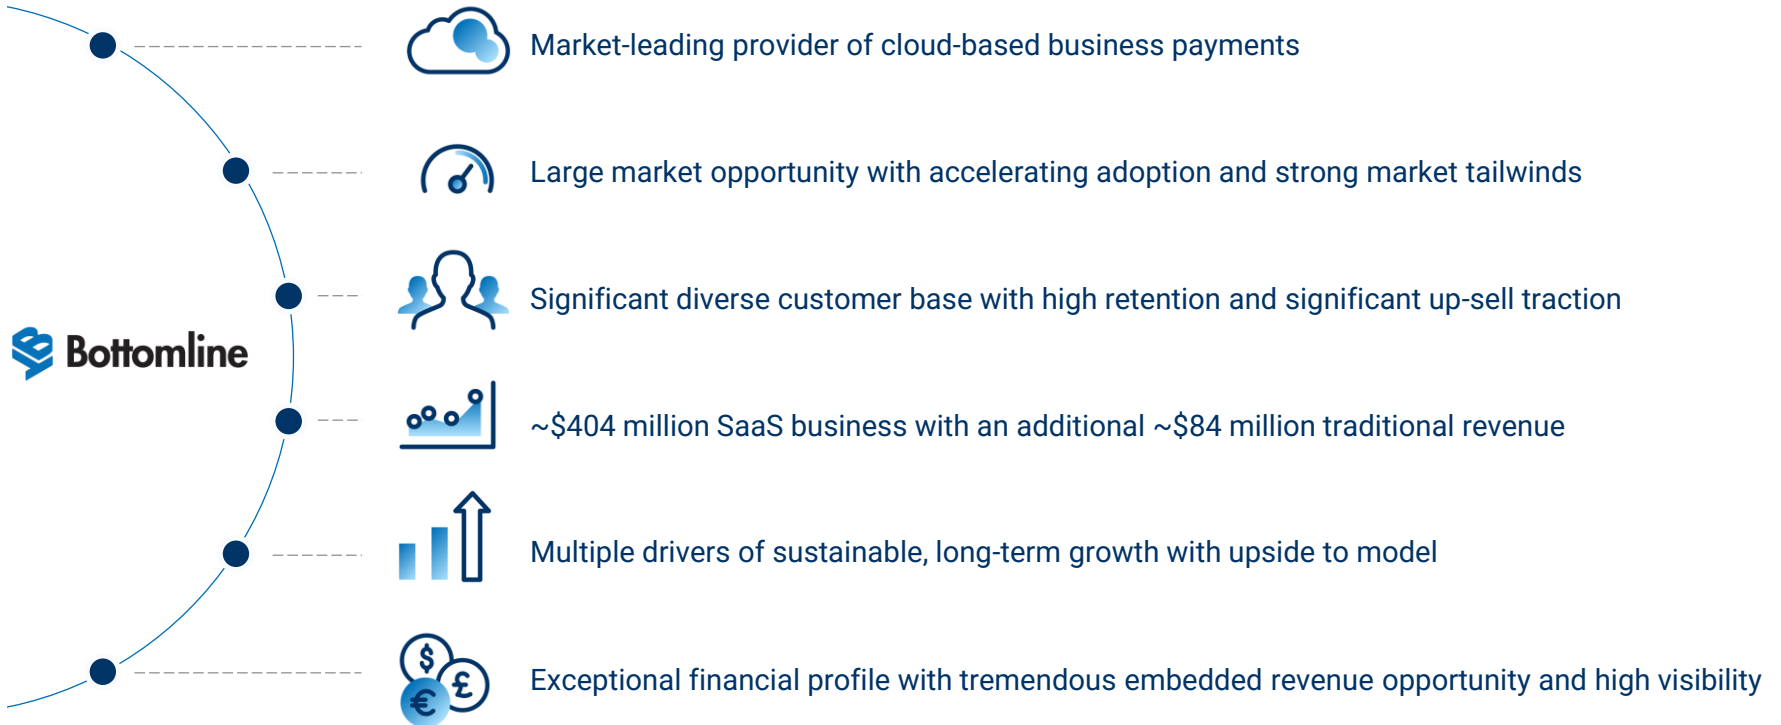 Market-leading provider of cloud-based business payments
Large market opportunity with accelerating adoption and strong market tailwinds
Significant diverse customer base with high retention and significant up-sell traction
Bottomline
~$404 million SaaS business with an additional ~$84 million traditional revenue
Multiple drivers of sustainable, long-term growth with upside to model
$
£
€
Exceptional financial profile with tremendous embedded revenue opportunity and high visibility